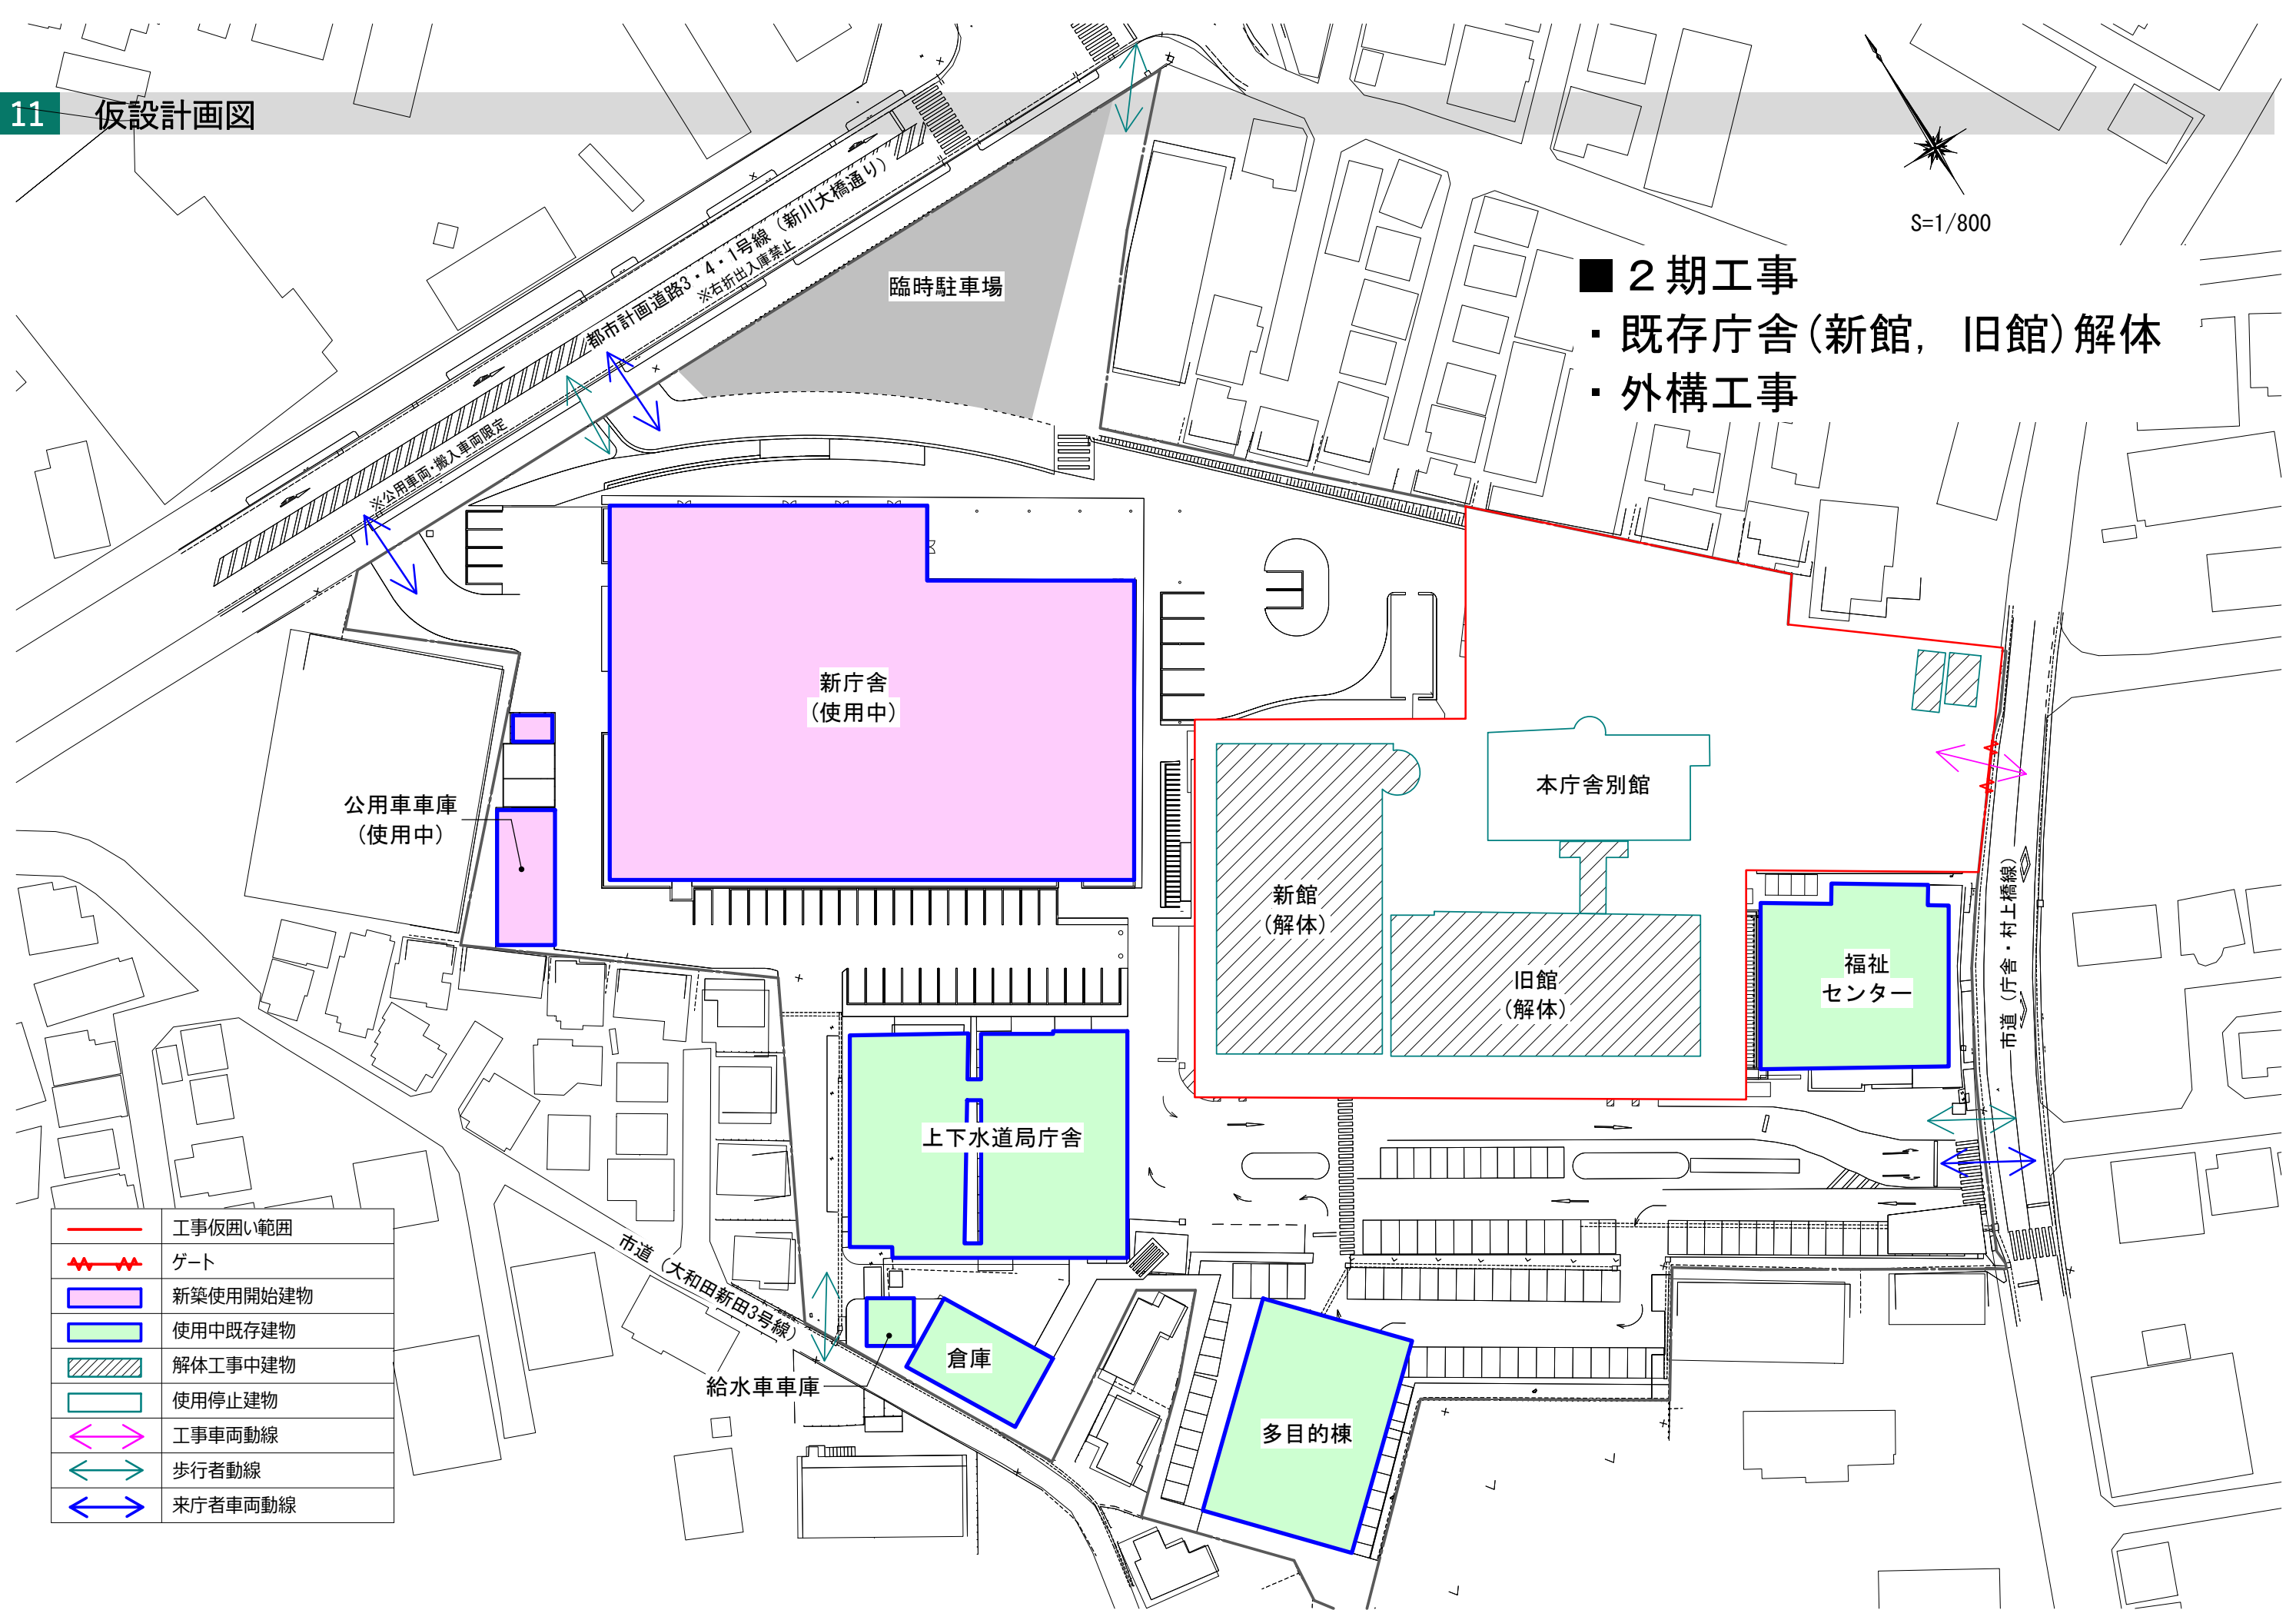 11 仮設計画図
S=1/800
■２期工事
・既存庁舎(新館, 旧館)解体
・外構工事
都市計画道路3・4・1号線（新川大橋通り）
※右折出入庫禁止
※公用車両・搬入車両限定
臨時駐車場
新庁舎
(使用中)
公用車車庫
(使用中)
本庁舎別館
新館
(解体)
旧館
(解体)
福祉
センター
市道（庁舎・村上橋線）
上下水道局庁舎
市道（大和田新田3号線）
倉庫
給水車車庫
多目的棟
工事仮囲い範囲
ゲート
新築使用開始建物
使用中既存建物
解体工事中建物
使用停止建物
工事車両動線
歩行者動線
来庁者車両動線